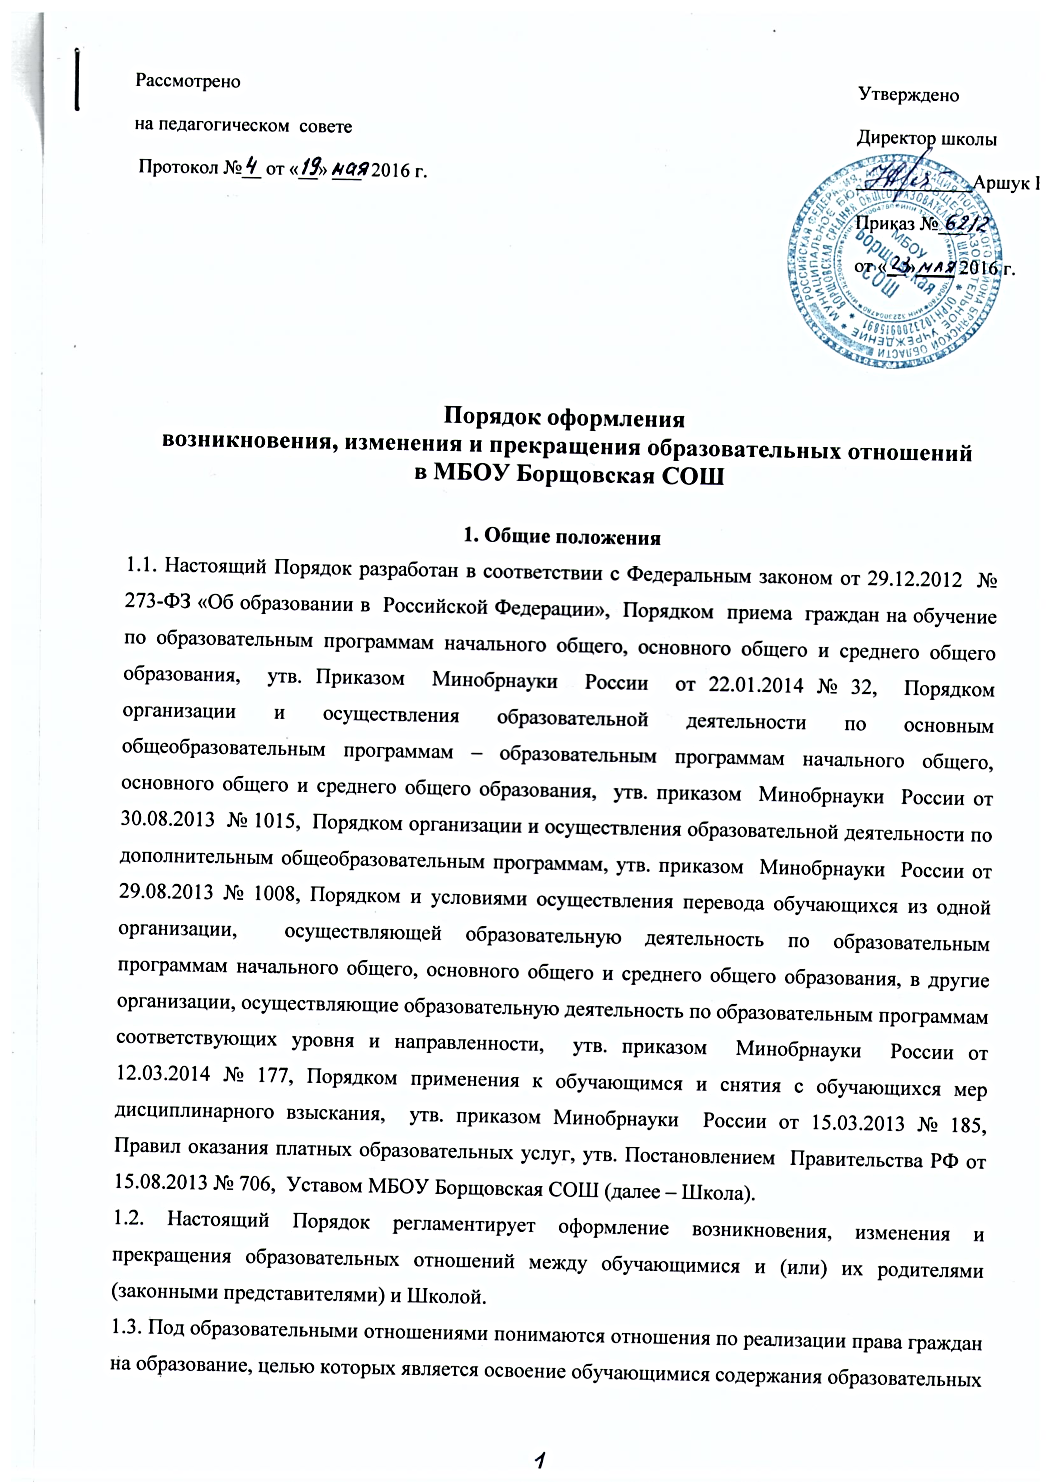 Рассмотрено
на педагогическом совете
Протокол № 4 от «19» мая 2016 г.
Утверждено
Директор школы
Аршук
Приказ № 62/2
от «23» мая 2016 г.
МБОУ
Борщовская
СОШ
Порядок оформления
возникновения, изменения и прекращения образовательных отношений
в МБОУ Борщовская СОШ
1. Общие положения
1.1. Настоящий Порядок разработан в соответствии с Федеральным законом от 29.12.2012 №
273-ФЗ «Об образовании в Российской Федерации», Порядком приема граждан на обучение
по образовательным программам начального общего, основного общего и среднего общего
образования, утв. Приказом Минобрнауки России от 22.01.2014 № 32, Порядком
организации и осуществления образовательной деятельности по основным
общеобразовательным программам – образовательным программам начального общего,
основного общего и среднего общего образования, утв. приказом Минобрнауки России от
30.08.2013 № 1015, Порядком организации и осуществления образовательной деятельности по
дополнительным общеобразовательным программам, утв. приказом Минобрнауки России от
29.08.2013 № 1008, Порядком и условиями осуществления перевода обучающихся из одной
организации, осуществляющей образовательную деятельность по образовательным
программам начального общего, основного общего и среднего общего образования, в другие
организации, осуществляющие образовательную деятельность по образовательным программам
соответствующих уровня и направленности, утв. приказом Минобрнауки России от
12.03.2014 № 177, Порядком применения к обучающимся и снятия с обучающихся мер
дисциплинарного взыскания, утв. приказом Минобрнауки России от 15.03.2013 № 185,
Правил оказания платных образовательных услуг, утв. Постановлением Правительства РФ от
15.08.2013 № 706, Уставом МБОУ Борщовская СОШ (далее – Школа).
1.2. Настоящий Порядок регламентирует оформление возникновения, изменения и
прекращения образовательных отношений между обучающимися и (или) их родителями
(законными представителями) и Школой.
1.3. Под образовательными отношениями понимаются отношения по реализации права граждан
на образование, целью которых является освоение обучающимися содержания образовательных
1